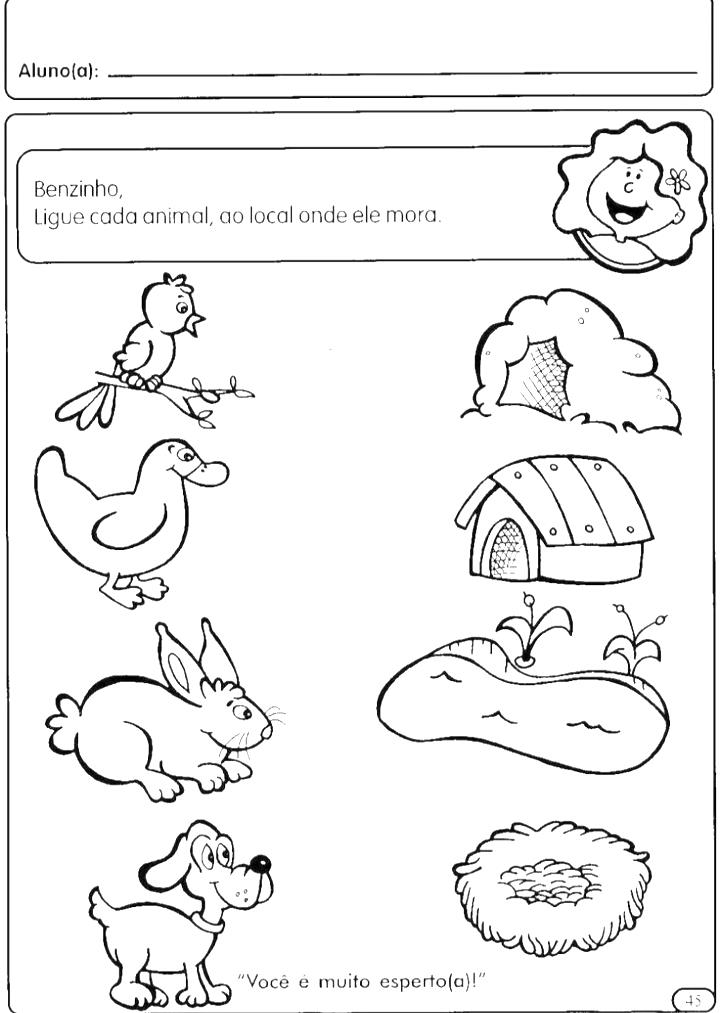 Aluno(a):
Benzinho,
Ligue cada animal, ao local onde ele mora.
"Você é muito esperto(a)!"
45